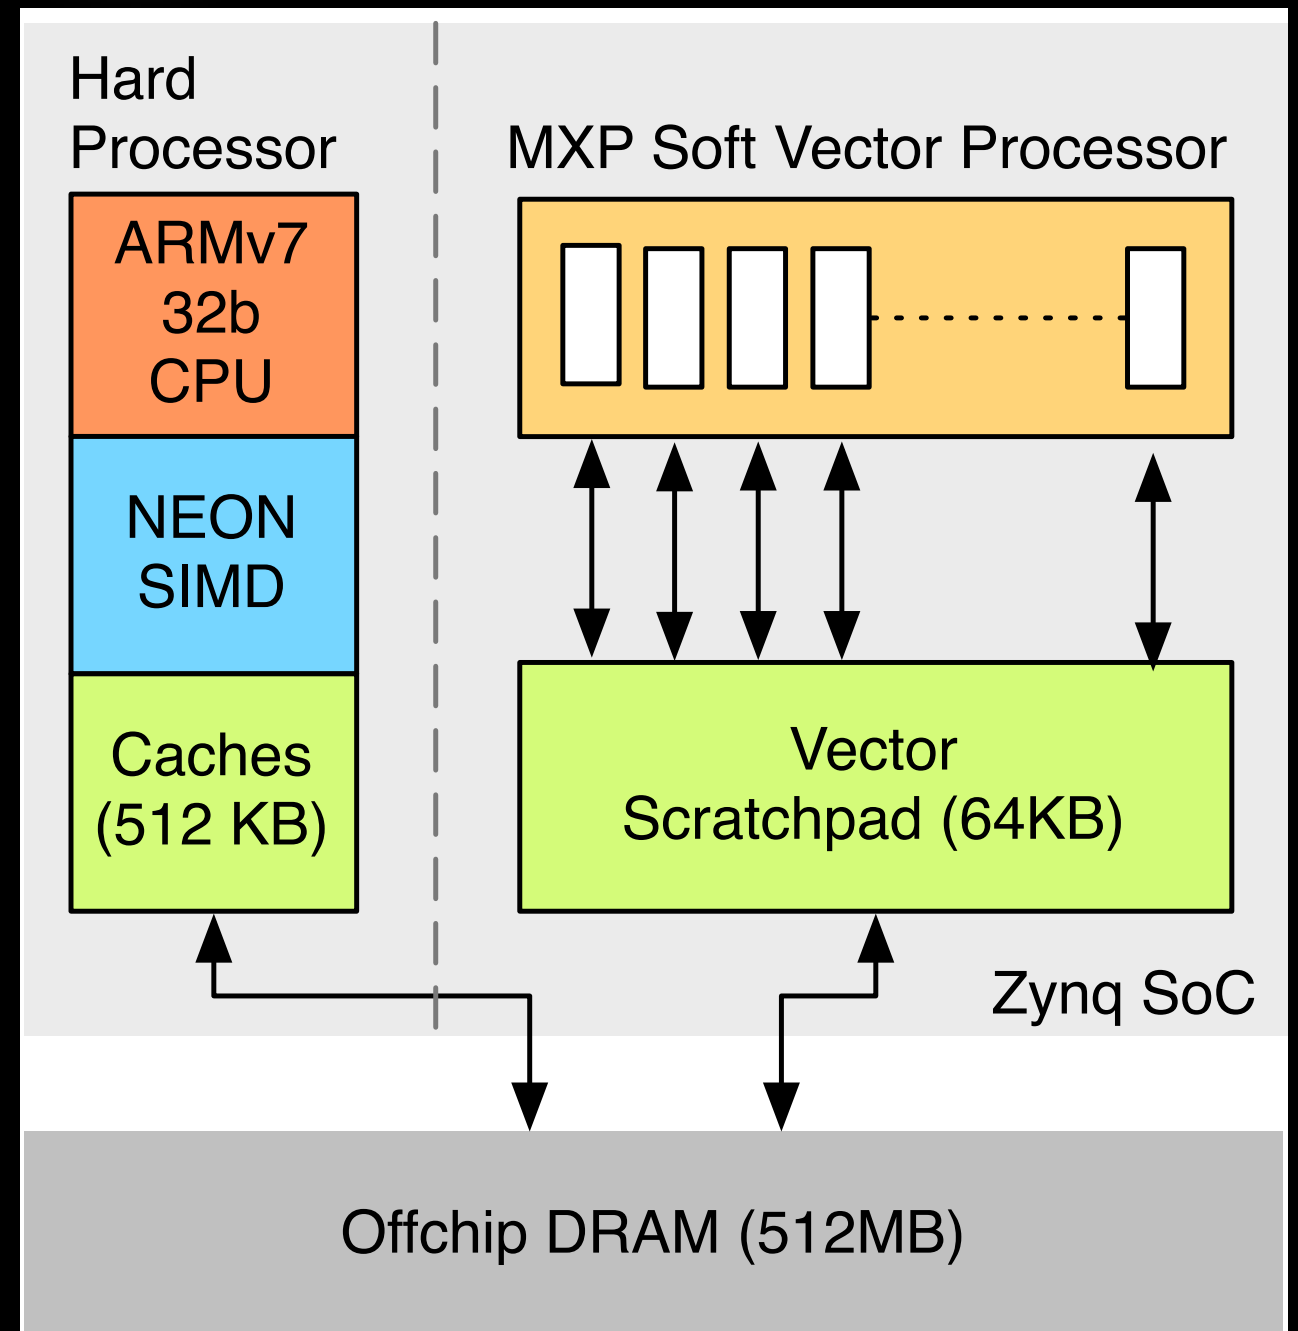 Hard
Processor
MXP Soft Vector Processor
ARMv7
32b
CPU
NEON
SIMD
Caches
(512 KB)
Vector
Scratchpad (64KB)
Zynq SoC
Offchip DRAM (512MB)